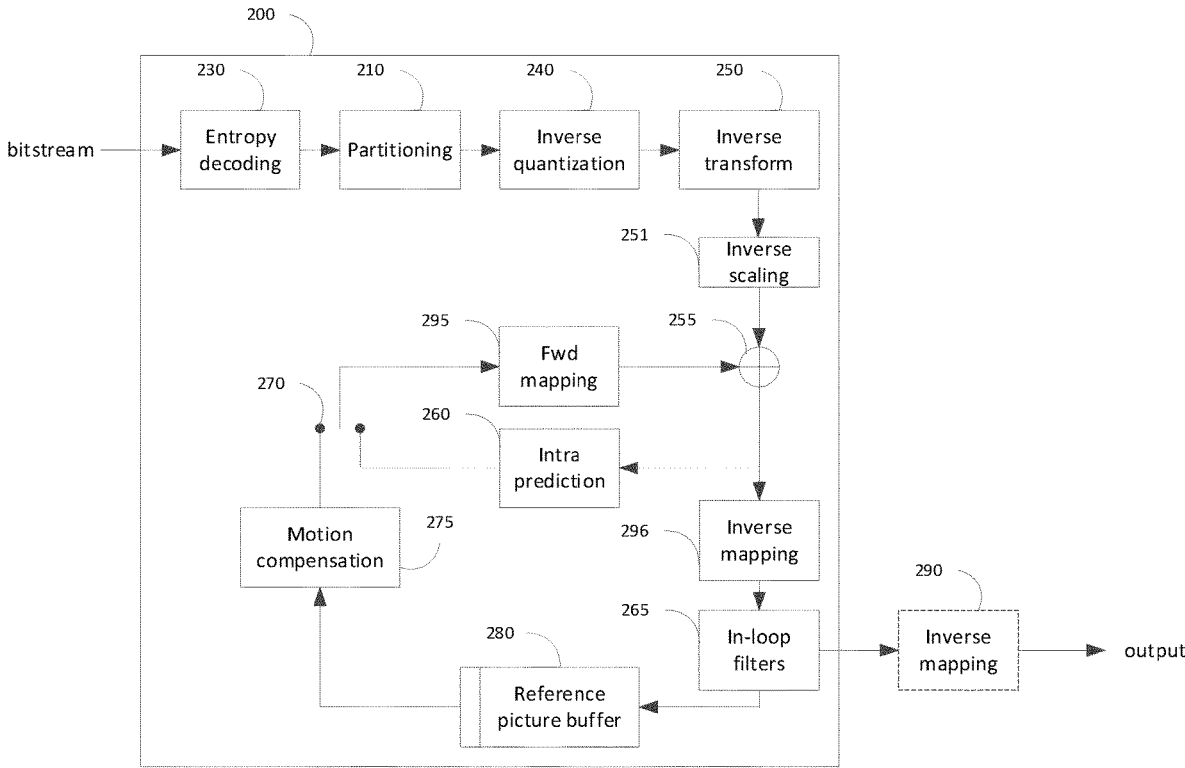 200
230
210
240
250
bitstream
Entropy
decoding
Partitioning
Inverse
quantization
Inverse
transform
251
Inverse
scaling
295
Fwd
mapping
255
270
260
Intra
prediction
Motion
compensation
275
296
Inverse
mapping
280
Reference
picture buffer
265
In-loop
filters
290
Inverse
mapping
output